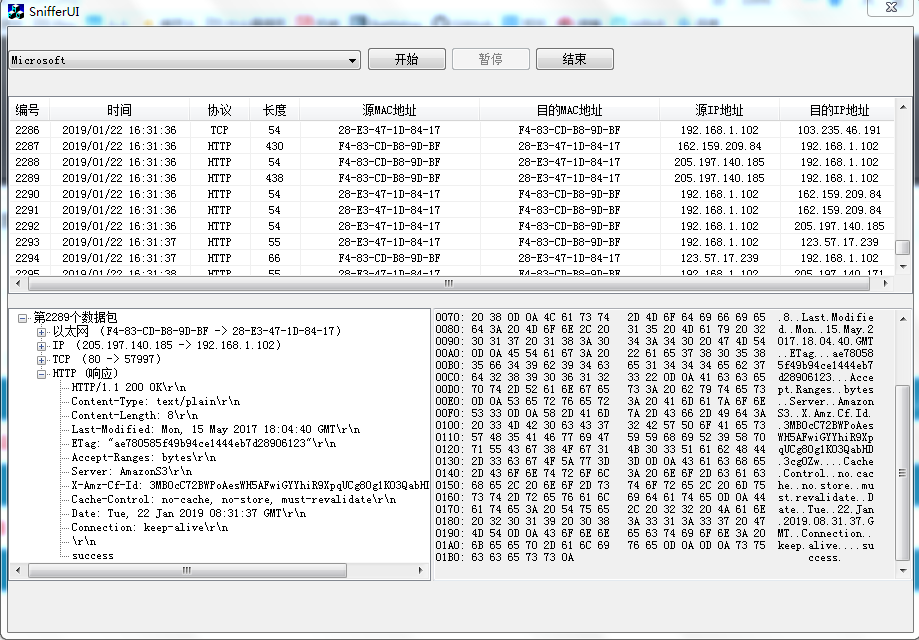 SnifferUI
Microsoft 开始 暂停 结束
编号 时间 协议 长度 源MAC地址 目的MAC地址 源IP地址 目的IP地址
2286 2019/01/22 16:31:36 TCP 54 28-E3-47-1D-84-17 F4-83-CD-B8-9D-BF 192.168.1.102 103.235.46.191
2287 2019/01/22 16:31:36 HTTP 430 F4-83-CD-B8-9D-BF 28-E3-47-1D-84-17 162.159.209.84 192.168.1.102
2288 2019/01/22 16:31:36 HTTP 54 F4-83-CD-B8-9D-BF 28-E3-47-1D-84-17 205.197.140.185 192.168.1.102
2289 2019/01/22 16:31:36 HTTP 438 F4-83-CD-B8-9D-BF 28-E3-47-1D-84-17 205.197.140.185 192.168.1.102
2290 2019/01/22 16:31:36 HTTP 54 28-E3-47-1D-84-17 F4-83-CD-B8-9D-BF 192.168.1.102 162.159.209.84
2291 2019/01/22 16:31:36 HTTP 54 28-E3-47-1D-84-17 F4-83-CD-B8-9D-BF 192.168.1.102 162.159.209.84
2292 2019/01/22 16:31:36 HTTP 54 28-E3-47-1D-84-17 F4-83-CD-B8-9D-BF 192.168.1.102 205.197.140.185
2293 2019/01/22 16:31:37 HTTP 55 28-E3-47-1D-84-17 F4-83-CD-B8-9D-BF 192.168.1.102 123.57.17.239
2294 2019/01/22 16:31:37 HTTP 66 F4-83-CD-B8-9D-BF 28-E3-47-1D-84-17 123.57.17.239 192.168.1.102
2295 2019/01/22 16:31:38 HTTP 55 28-E3-47-1D-84-17 F4-83-CD-B8-9D-BF 192.168.1.102 205.197.140.171
第2289个数据包
以太网 (F4-83-CD-B8-9D-BF -> 28-E3-47-1D-84-17)
IP (205.197.140.185 -> 192.168.1.102)
TCP (80 -> 57997)
HTTP (响应)
HTTP/1.1 200 OK\r\n
Content-Type: text/plain\r\n
Content-Length: 8\r\n
Last-Modified: Mon, 15 May 2017 18:04:40 GMT\r\n
ETag: "ae780585f49b94ce1444eb7d28906123"\r\n
Accept-Ranges: bytes\r\n
Server: AmazonS3\r\n
X-Amz-Cf-Id: 3MB0cC72BWPoAesWH5AFwiGYYhiR9XpqUCg8Og1K03QabHD
Cache-Control: no-cache, no-store, must-revalidate\r\n
Date: Tue, 22 Jan 2019 08:31:37 GMT\r\n
Connection: keep-alive\r\n
\r\n
success
0070: 20 38 0D 0A 4C 61 73 74 2D 4D 6F 64 69 66 69 65 .8..Last.Modifie
0080: 64 3A 20 4D 6F 6E 2C 20 31 35 20 4D 61 79 20 32 d..Mon..15.May.2
0090: 30 31 37 20 31 38 3A 30 34 3A 34 30 20 47 4D 54 017.18.04.40.GMT
00A0: 0D 0A 45 54 61 67 3A 20 22 61 65 37 38 30 35 38 ..ETag...ae78058
00B0: 35 66 34 39 62 39 34 63 65 31 34 34 34 65 62 37 5f49b94ce1444eb7
00C0: 64 32 38 39 30 36 31 32 33 22 0D 0A 41 63 63 65 d28906123...Acce
00D0: 70 74 2D 52 61 6E 67 65 73 3A 20 62 79 74 65 73 pt.Ranges..bytes
00E0: 0D 0A 53 65 72 76 65 72 3A 20 41 6D 61 7A 6F 6E ..Server..Amazon
00F0: 53 33 0D 0A 58 2D 41 6D 7A 2D 43 66 2D 49 64 3A S3..X.Amz.Cf.Id.
0100: 20 33 4D 42 30 63 43 37 32 42 57 50 6F 41 65 73 .3MB0cC72BWPoAes
0110: 57 48 35 41 46 77 69 47 59 59 68 69 52 39 58 70 WH5AFwiGYYhiR9Xp
0120: 71 55 43 67 38 4F 67 31 4B 30 33 51 61 62 48 44 qUCg8Og1K03QabHD
0130: 2D 33 63 67 4F 5A 77 3D 3D 0D 0A 43 61 63 68 65 .3cgOZw....Cache
0140: 2D 43 6F 6E 74 72 6F 6C 3A 20 6E 6F 2D 63 61 63 .Control..no.cac
0150: 68 65 2C 20 6E 6F 2D 73 74 6F 72 65 2C 20 6D 75 he..no.store..mu
0160: 73 74 2D 72 65 76 61 6C 69 64 61 74 65 0D 0A 44 st.revalidate..D
0170: 61 74 65 3A 20 54 75 65 2C 20 32 32 20 4A 61 6E ate..Tue..22.Jan
0180: 20 32 30 31 39 20 30 38 3A 33 31 3A 33 37 20 47 .2019.08.31.37.G
0190: 4D 54 0D 0A 43 6F 6E 6E 65 63 74 69 6F 6E 3A 20 MT..Connection..
01A0: 6B 65 65 70 2D 61 6C 69 76 65 0D 0A 0D 0A 73 75 keep.alive....su
01B0: 63 63 65 73 73 0A ccess.